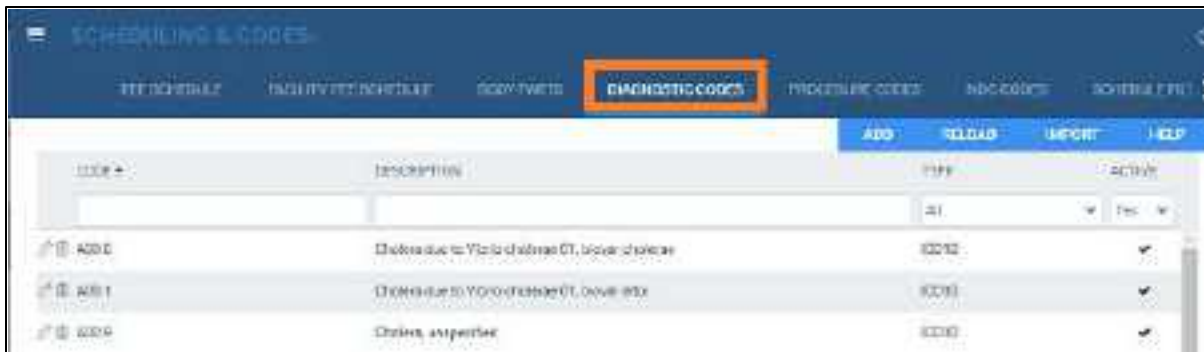 SCHEDULING & CODES
FEE SCHEDULE FACILITY FEE SCHEDULE BODY PARTS DIAGNOSTIC CODES PROCEDURE CODES NDC CODES
ADD RELOAD IMPORT HELP
CODE DESCRIPTION TYPE ACTIVE
All Yes
A00.0 Cholera due to Vibrio cholerae 01, biovar cholerae ICD10
A00.1 Cholera due to Vibrio cholerae 01, biovar eltor ICD10
A00.9 Cholera, unspecified ICD10